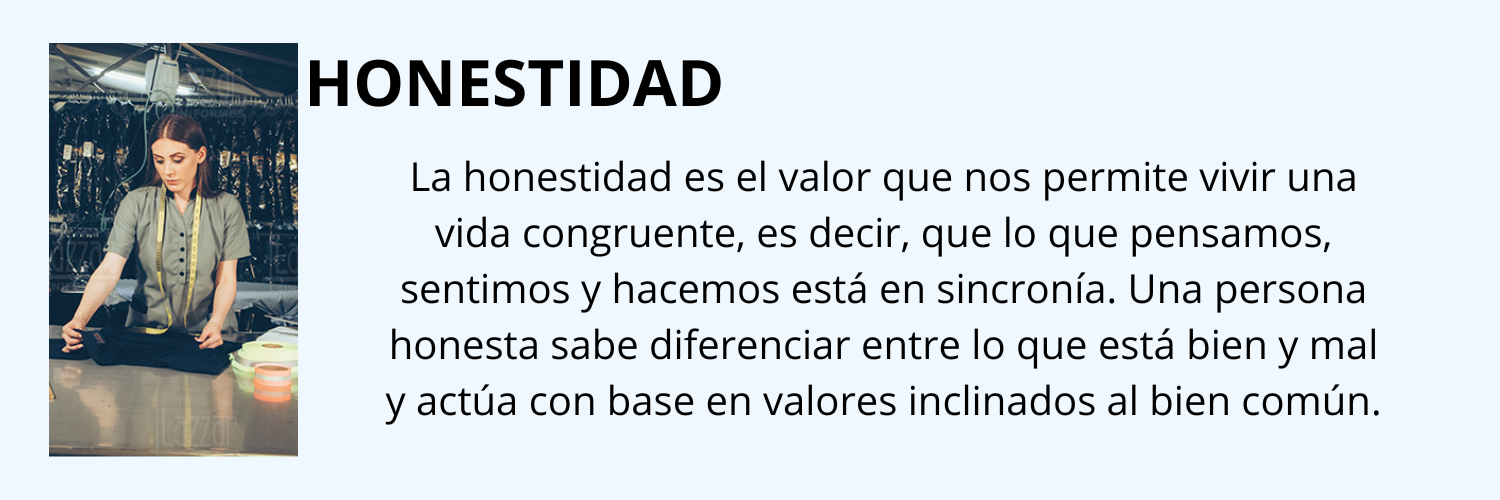 HONESTIDAD
La honestidad es el valor que nos permite vivir una
vida congruente, es decir, que lo que pensamos,
sentimos y hacemos está en sincronía. Una persona
honesta sabe diferenciar entre lo que está bien y mal
y actúa con base en valores inclinados al bien común.